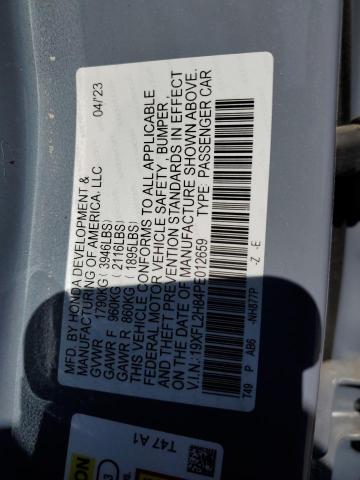 MFD. BY HONDA DEVELOPMENT &
MANUFACTURING OF AMERICA, LLC. 04/'23
GVWR 1790KG (3946LBS)
GAWR F 960KG (2116LBS)
GAWR R 860KG (1895LBS)
THIS VEHICLE CONFORMS TO ALL APPLICABLE
FEDERAL MOTOR VEHICLE SAFETY, BUMPER,
AND THEFT PREVENTION STANDARDS IN EFFECT
ON THE DATE OF MANUFACTURE SHOWN ABOVE.
V.I.N.:19XFL2H84PE012659 TYPE: PASSENGER CAR
T49 P AB6 -NH877P -Z -E
T47 A1